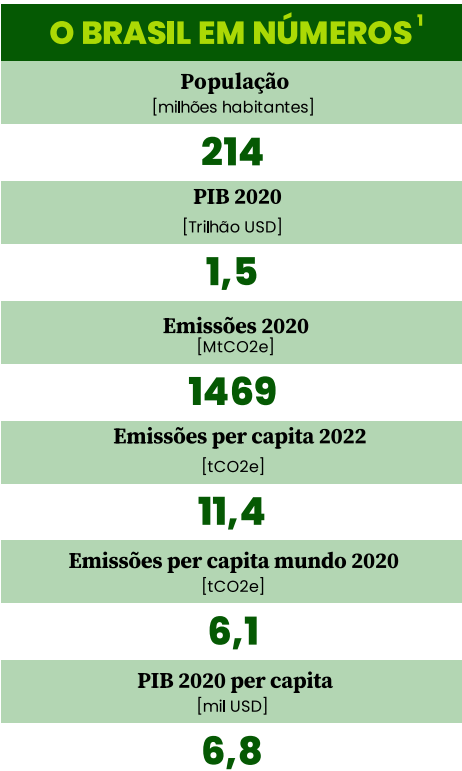 O BRASIL EM NÚMEROS ¹
População
[milhões habitantes]
214
PIB 2020
[Trilhão USD]
1,5
Emissões 2020
[MtCO2e]
1469
Emissões per capita 2022
[tCO2e]
11,4
Emissões per capita mundo 2020
[tCO2e]
6,1
PIB 2020 per capita
[mil USD]
6,8